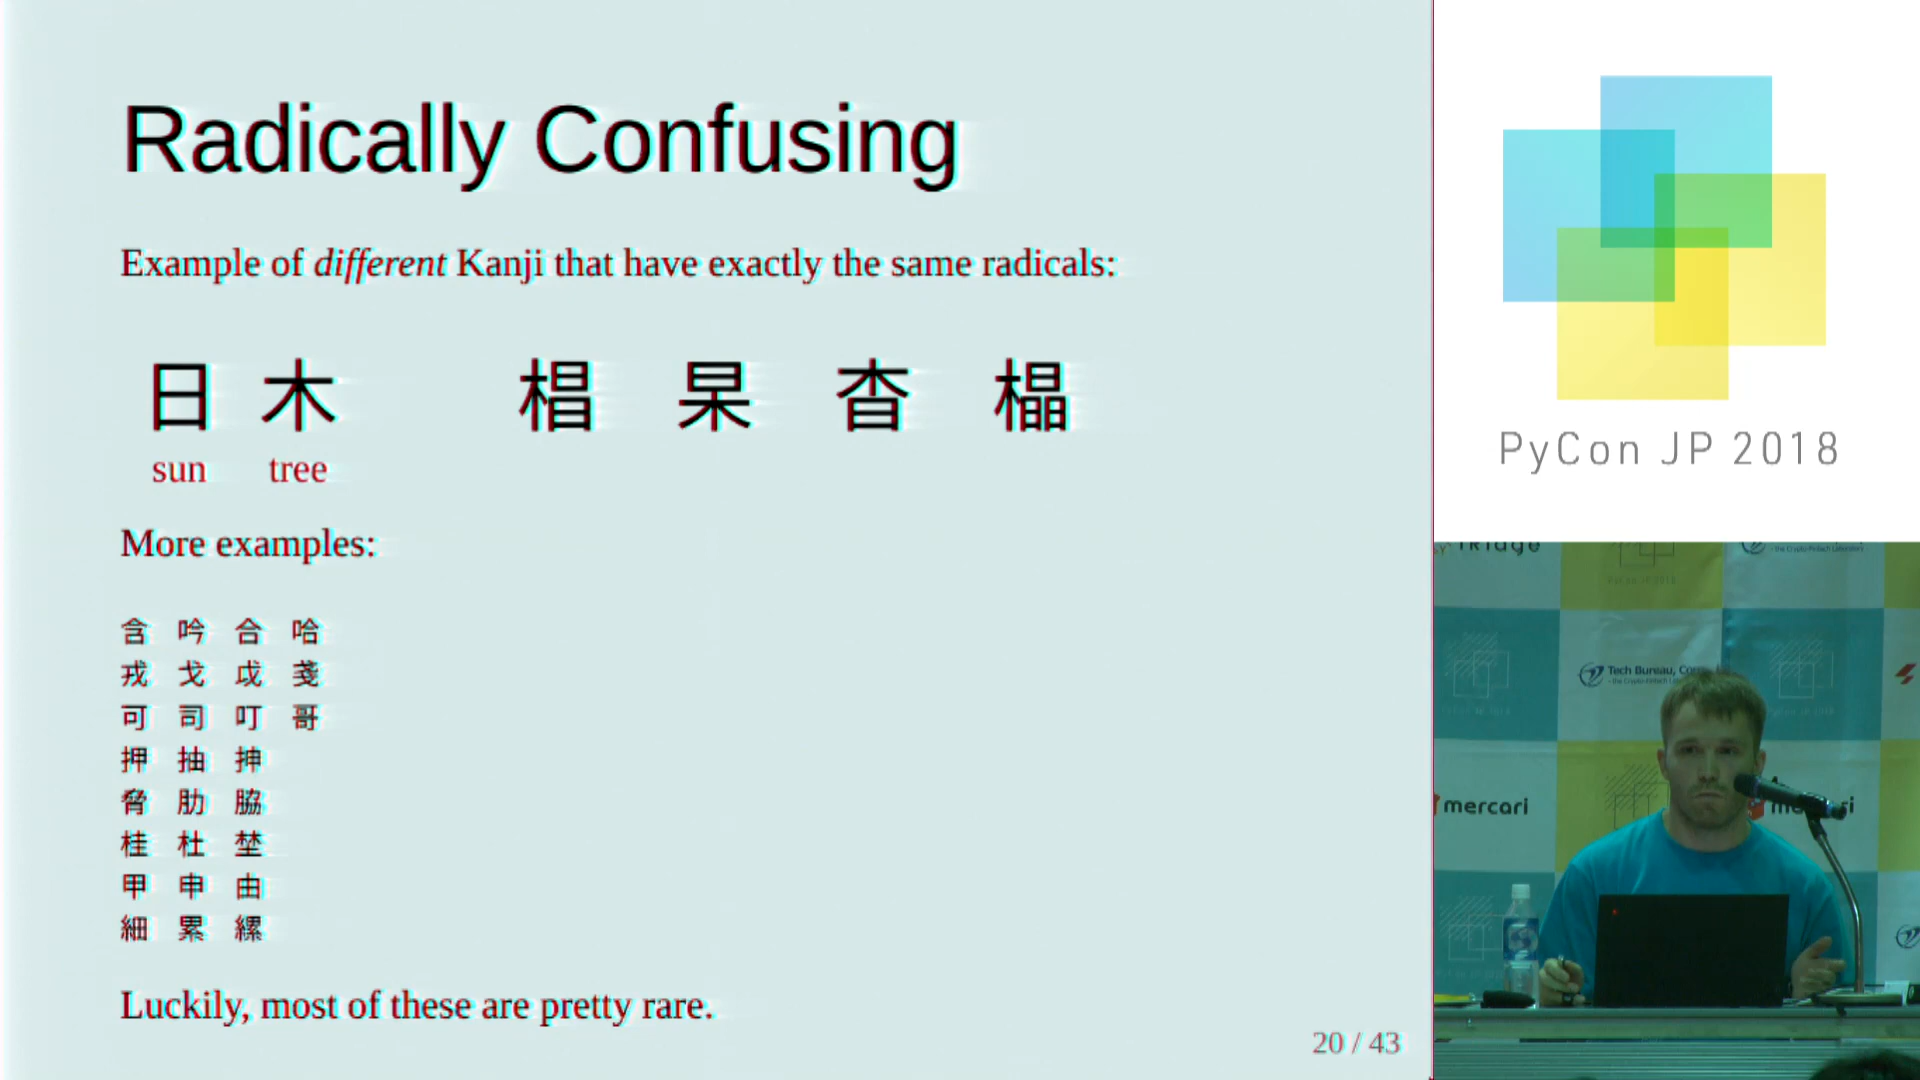 Radically Confusing
Example of different Kanji that have exactly the same radicals:
日 木 椙 杲 杳 橸
sun tree
More examples:
含 吟 合 哈
戎 戈 戉 戔
可 司 叮 哥
押 抽 抻
脅 肋 脇
桂 杜 埜
甲 申 由
細 累 縲
Luckily, most of these are pretty rare.
20 / 43
PyCon JP 2018
Tech Bureau,
mercari